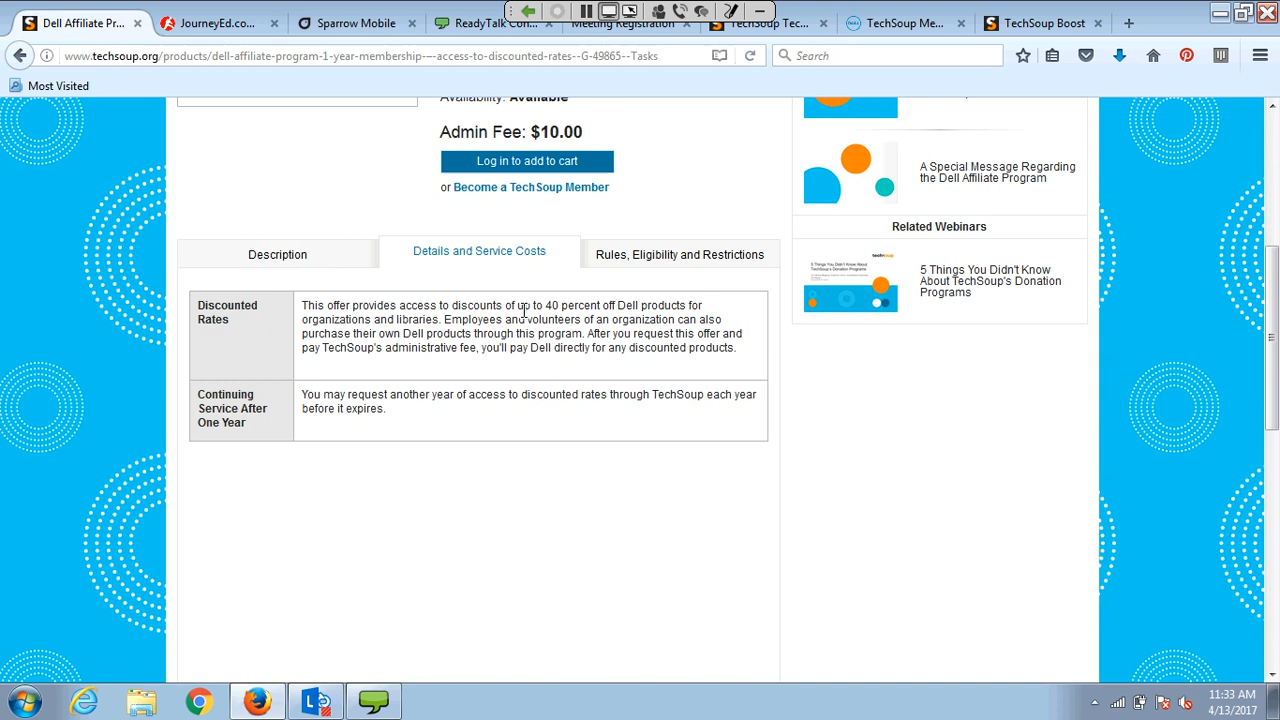 Dell Affiliate Pr...
JourneyEd.co...
Sparrow Mobile
ReadyTalk Con...
Meeting Registration
TechSoup Tec...
TechSoup Me...
TechSoup Boost
www.techsoup.org/products/dell-affiliate-program-1-year-membership----access-to-discounted-rates--G-49865--Tasks
Search
Most Visited
Availability: Available
Admin Fee: $10.00
Log in to add to cart
or Become a TechSoup Member
A Special Message Regarding
the Dell Affiliate Program
Related Webinars
5 Things You Didn't Know
About TechSoup's Donation
Programs
Description
Details and Service Costs
Rules, Eligibility and Restrictions
Discounted
Rates
This offer provides access to discounts of up to 40 percent off Dell products for
organizations and libraries. Employees and volunteers of an organization can also
purchase their own Dell products through this program. After you request this offer and
pay TechSoup's administrative fee, you'll pay Dell directly for any discounted products.
Continuing
Service After
One Year
You may request another year of access to discounted rates through TechSoup each year
before it expires.
11:33 AM
4/13/2017